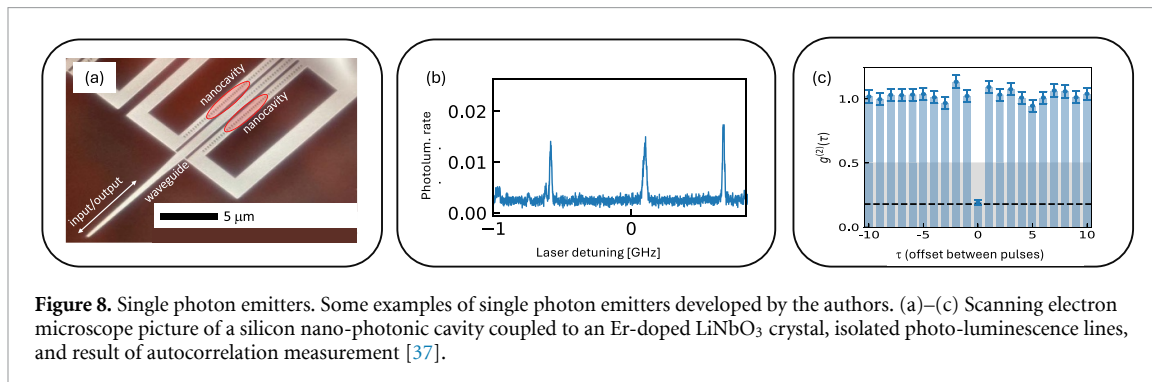 (a)
nanocavity
nanocavity
waveguide
input/output
5 μm
(b)
Photolum. rate
0.02
0.01
0.00
−1
0
Laser detuning [GHz]
(c)
g⁽²⁾(τ)
1.0
0.5
0.0
-10
-5
0
5
10
τ (offset between pulses)
Figure 8. Single photon emitters. Some examples of single photon emitters developed by the authors. (a)–(c) Scanning electron
microscope picture of a silicon nano-photonic cavity coupled to an Er-doped LiNbO₃ crystal, isolated photo-luminescence lines,
and result of autocorrelation measurement [37].